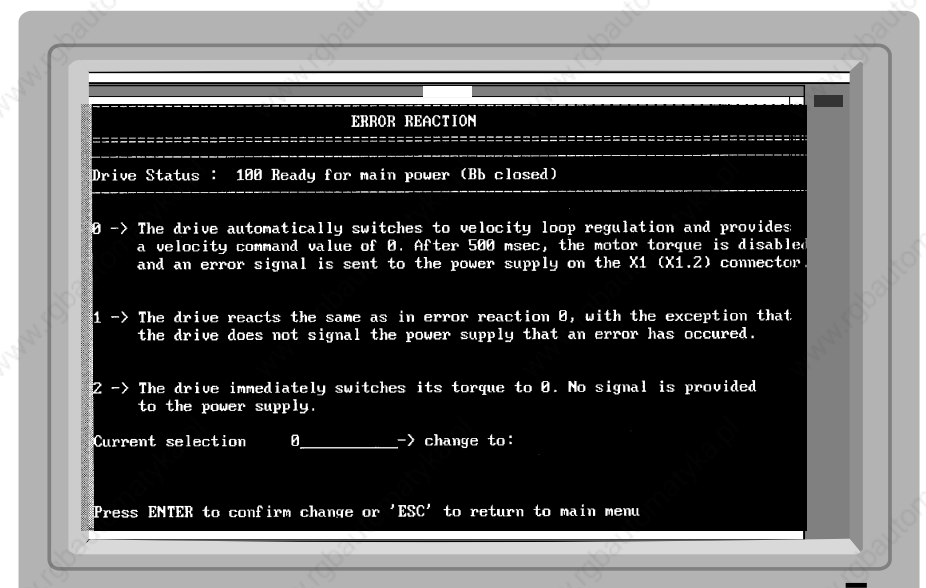 ERROR REACTION
Drive Status : 100 Ready for main power (Bb closed)
0 -> The drive automatically switches to velocity loop regulation and provides
a velocity command value of 0. After 500 msec, the motor torque is disabled
and an error signal is sent to the power supply on the X1 (X1.2) connector.
1 -> The drive reacts the same as in error reaction 0, with the exception that
the drive does not signal the power supply that an error has occured.
2 -> The drive immediately switches its torque to 0. No signal is provided
to the power supply.
Current selection 0___________-> change to:
Press ENTER to confirm change or 'ESC' to return to main menu